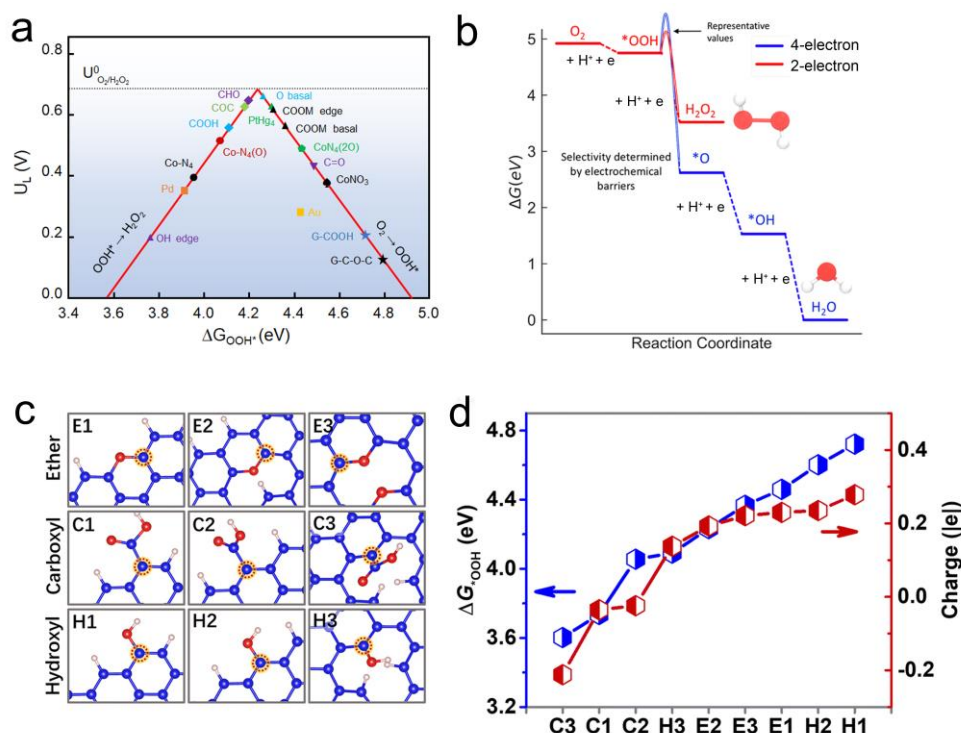 a
U_L (V)
0.8
0.6
0.4
0.2
0.0
U⁰_O₂/H₂O₂
CHO
COC
COOH
Co-N₄(O)
Co-N₄
Pd
OH edge
OOH* → H₂O₂
O basal
COOM edge
PtHg₄
COOM basal
CoN₄(2O)
C=O
CoNO₃
Au
G-COOH
G-C-O-C
O₂ → OOH*
3.4 3.6 4.0 4.2 4.4 4.6 4.8 5.0
ΔG_OOH* (eV)
b
ΔG(eV)
5
4
3
2
1
0
O₂
*OOH
+ H⁺ + e
Representative
values
4-electron
2-electron
+ H⁺ + e
H₂O₂
Selectivity determined
by electrochemical
barriers
*O
+ H⁺ + e
*OH
+ H⁺ + e
H₂O
Reaction Coordinate
c
Ether
E1 E2 E3
Carboxyl
C1 C2 C3
Hydroxyl
H1 H2 H3
d
ΔG*OOH (eV)
4.8
4.4
4.0
3.6
3.2
Charge (|e|)
0.4
0.2
0.0
-0.2
C3 C1 C2 H3 E2 E3 E1 H2 H1